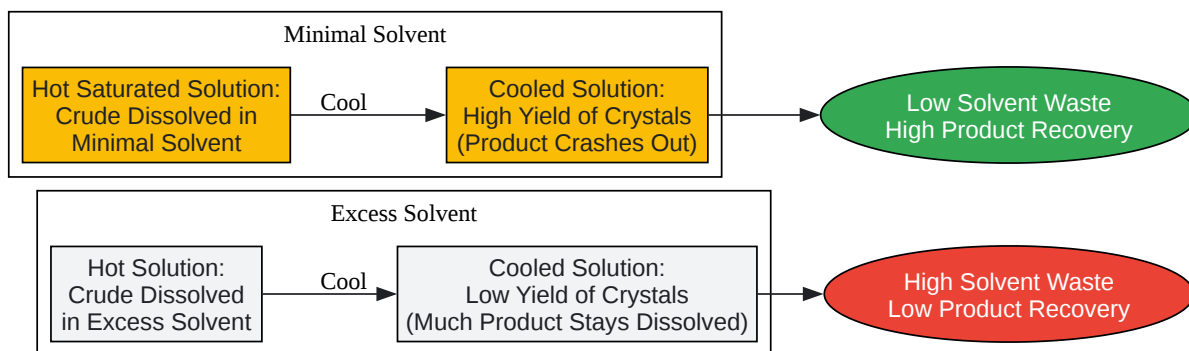 Minimal Solvent
Hot Saturated Solution:
Crude Dissolved in
Minimal Solvent
Cool
Cooled Solution:
High Yield of Crystals
(Product Crashes Out)
Low Solvent Waste
High Product Recovery
Excess Solvent
Hot Solution:
Crude Dissolved
in Excess Solvent
Cool
Cooled Solution:
Low Yield of Crystals
(Much Product Stays Dissolved)
High Solvent Waste
Low Product Recovery